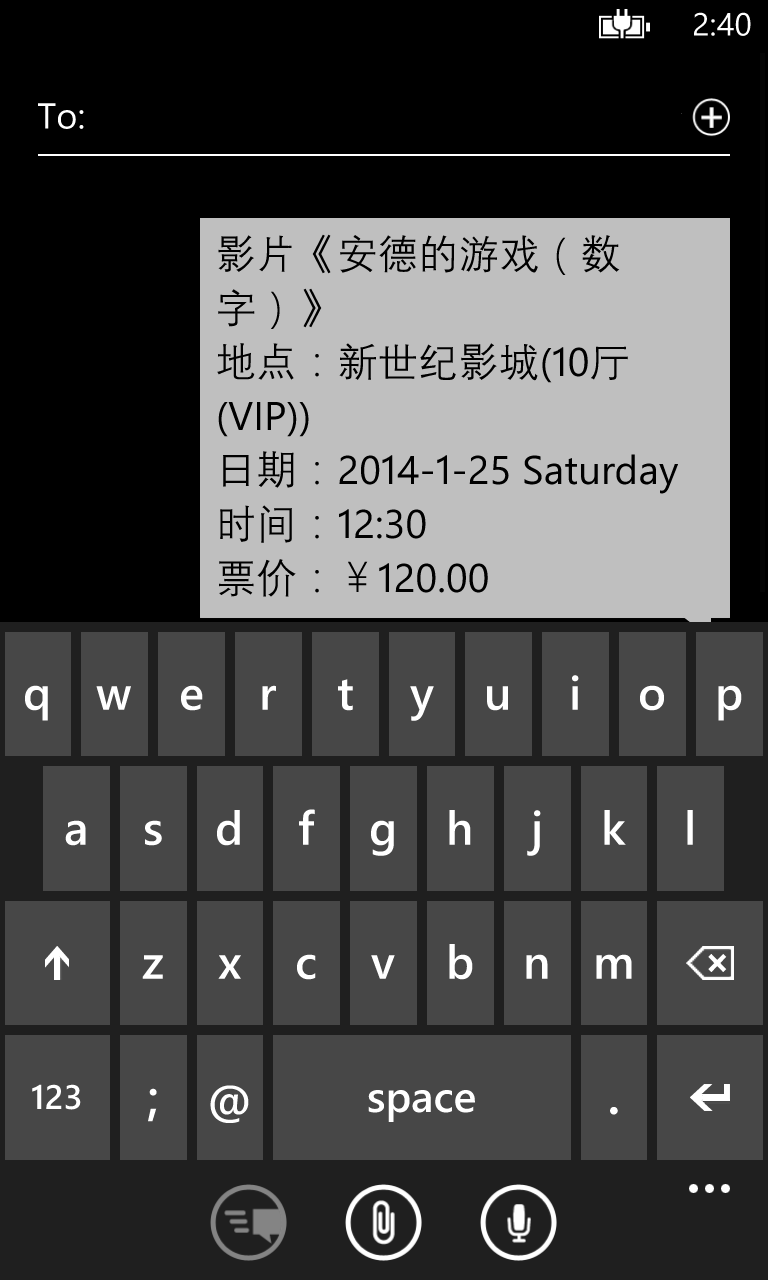 2:40
To:
影片《安德的游戏（数
字）》
地点：新世纪影城(10厅
(VIP))
日期：2014-1-25 Saturday
时间：12:30
票价：￥120.00
q w e r t y u i o p
a s d f g h j k l
z x c v b n m
123 ; @ space .